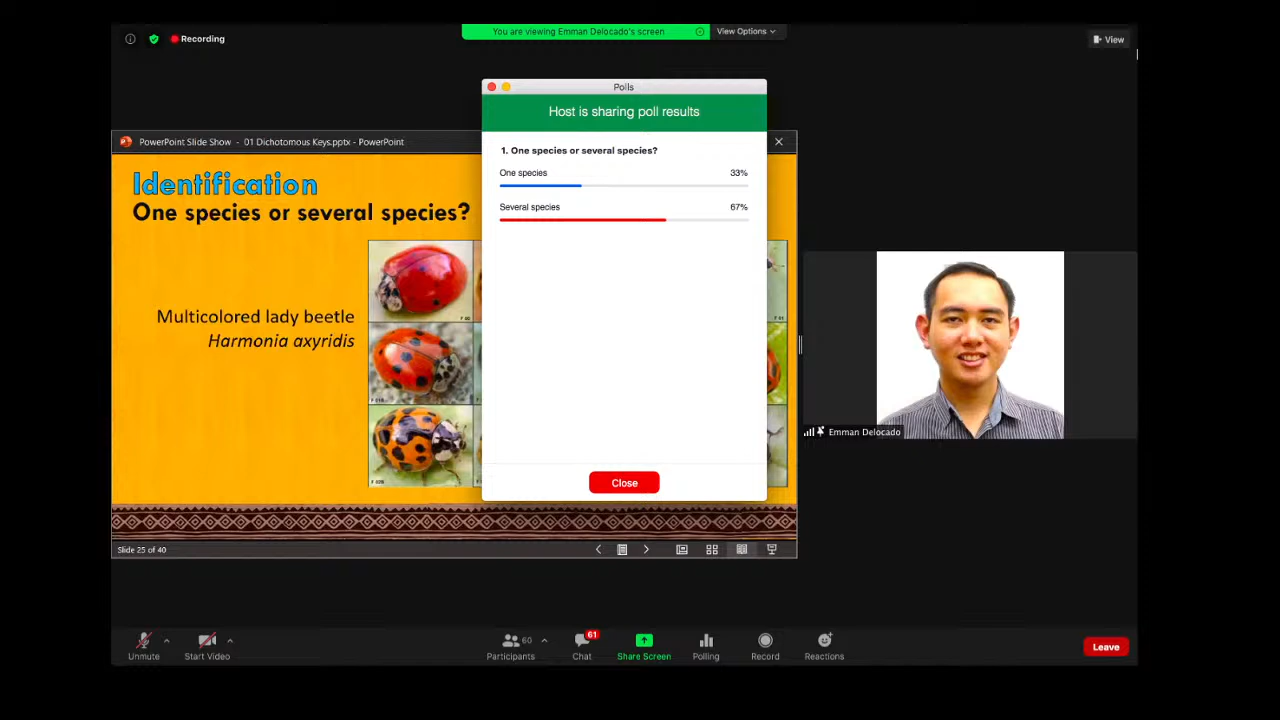 Recording
You are viewing Emman Delocado's screen
View Options
View
Polls
Host is sharing poll results
PowerPoint Slide Show - 01 Dichotomous Keys.pptx - PowerPoint
1. One species or several species?
One species 33%
Several species 67%
Identification
One species or several species?
Multicolored lady beetle
Harmonia axyridis
Emman Delocado
Close
Slide 25 of 40
Unmute
Start Video
60
Participants
61
Chat
Share Screen
Polling
Record
Reactions
Leave